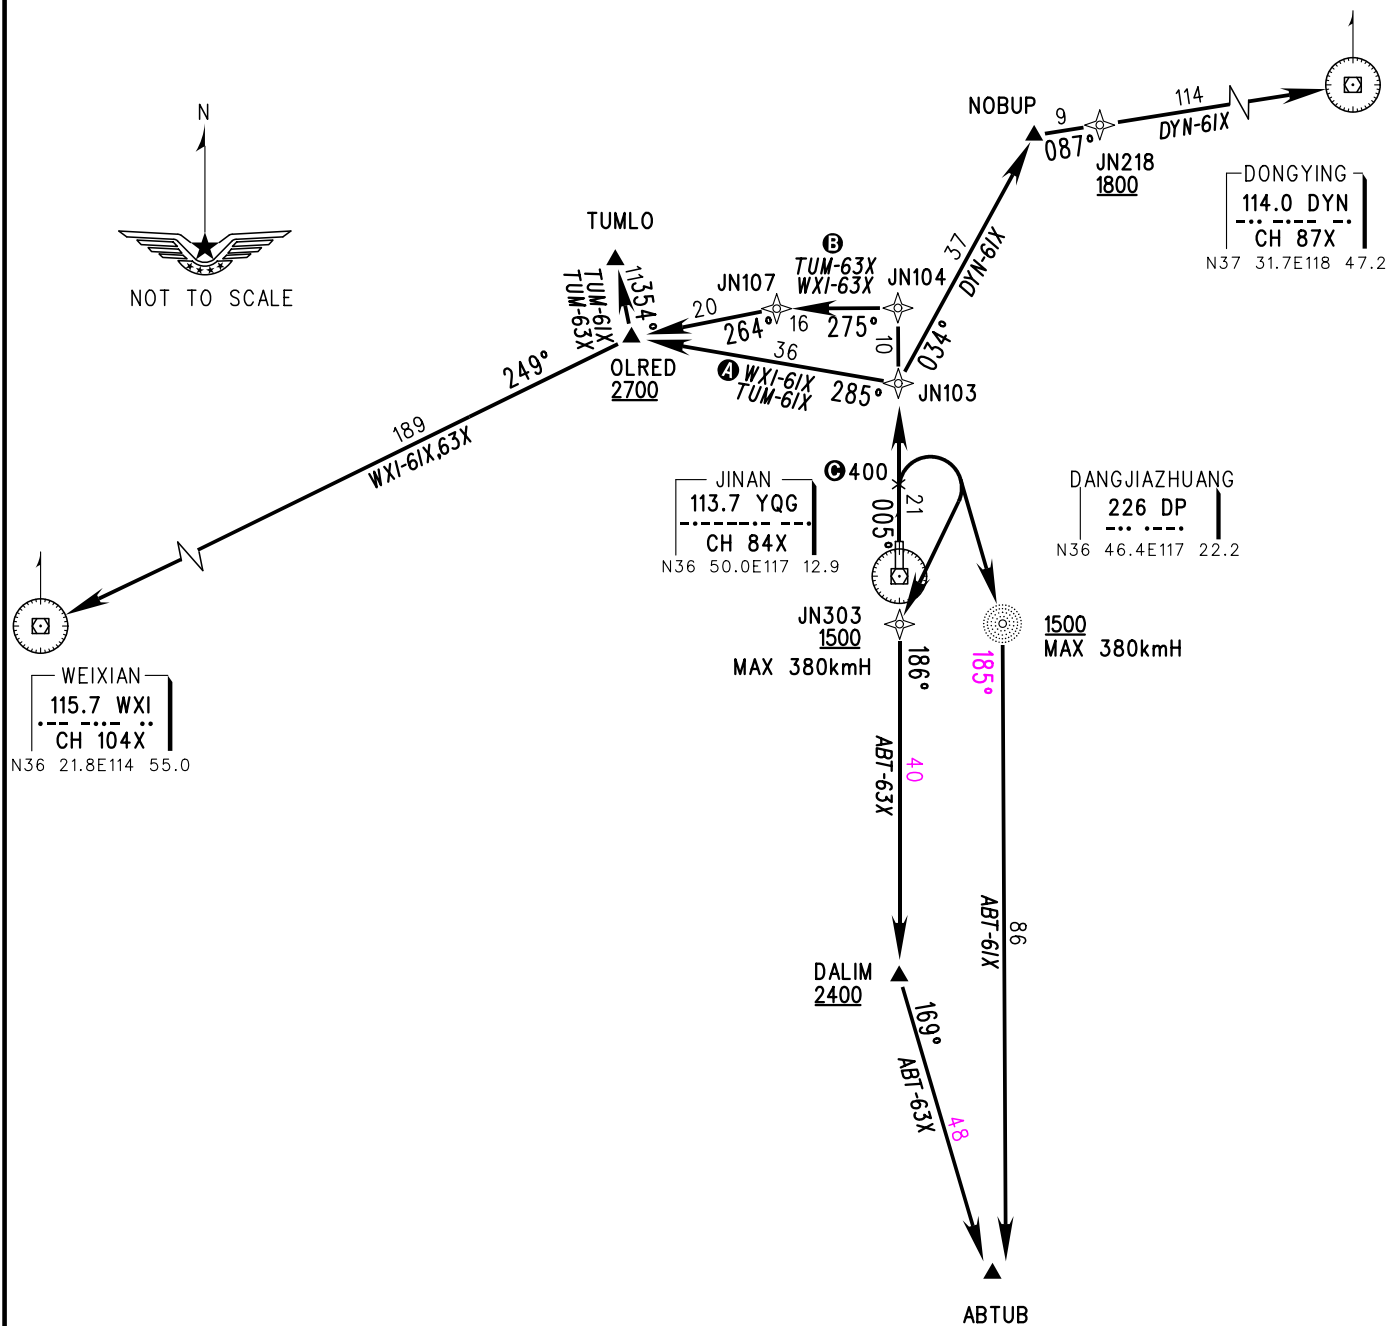 N
NOT TO SCALE
NOBUP
9
087°
JN218
1800
114
DYN-61X
DONGYING
114.0 DYN
CH 87X
N37 31.7E118 47.2
TUMLO
11
354°
TUM-61X
TUM-63X
B
TUM-63X
WXI-63X
JN107
JN104
20
264°
16
275°
10
37
DYN-61X
034°
OLRED
2700
36
A WXI-61X
TUM-61X
285°
JN103
249°
189
WXI-61X,63X
C 400
21
005°
JINAN
113.7 YQG
CH 84X
N36 50.0E117 12.9
DANGJIAZHUANG
226 DP
N36 46.4E117 22.2
JN303
1500
MAX 380kmH
186°
185°
1500
MAX 380kmH
WEIXIAN
115.7 WXI
CH 104X
N36 21.8E114 55.0
ABT-63X
40
ABT-61X
86
DALIM
2400
169°
ABT-63X
48
ABTUB